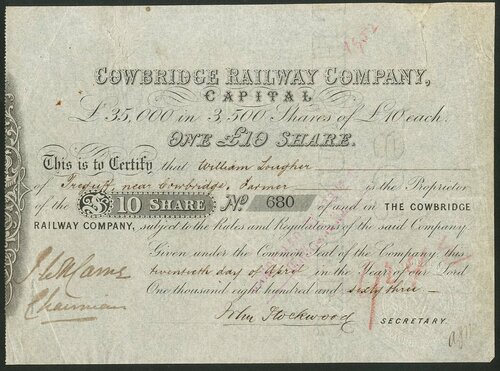 COWBRIDGE RAILWAY COMPANY,
CAPITAL
£35,000 in 3,500 Shares of £10 each.
ONE £10 SHARE.
This is to Certify that William Lougher
of near Cowbridge, Farmer is the Proprietor
of the £10 SHARE No 680 of and in THE COWBRIDGE
RAILWAY COMPANY, subject to the Rules and Regulations of the said Company
Given under the Common Seal of the Company this
twentieth day of April in the Year of our Lord
One thousand eight hundred and sixty three
Chairman
John Stockwood
SECRETARY.